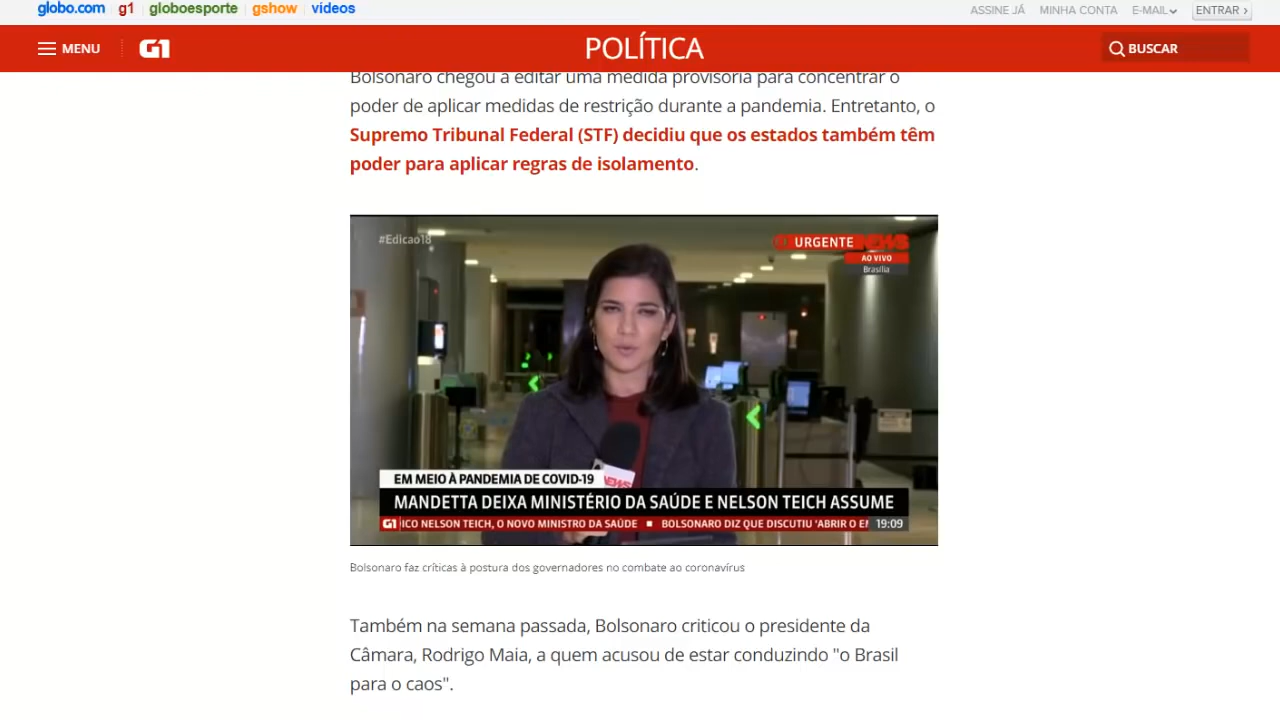 globo.com g1 globoesporte gshow vídeos ASSINE JÁ MINHA CONTA E-MAIL ENTRAR ›
MENU G1 POLÍTICA BUSCAR
Bolsonaro chegou a editar uma medida provisória para concentrar o
poder de aplicar medidas de restrição durante a pandemia. Entretanto, o
Supremo Tribunal Federal (STF) decidiu que os estados também têm
poder para aplicar regras de isolamento.
#Edicao18
URGENTE NEWS
AO VIVO
Brasília
NEWS
EM MEIO À PANDEMIA DE COVID-19
MANDETTA DEIXA MINISTÉRIO DA SAÚDE E NELSON TEICH ASSUME
G1 ICO NELSON TEICH, O NOVO MINISTRO DA SAÚDE ■ BOLSONARO DIZ QUE DISCUTIU 'ABRIR O EM 19:09
Bolsonaro faz críticas à postura dos governadores no combate ao coronavírus
Também na semana passada, Bolsonaro criticou o presidente da
Câmara, Rodrigo Maia, a quem acusou de estar conduzindo "o Brasil
para o caos".